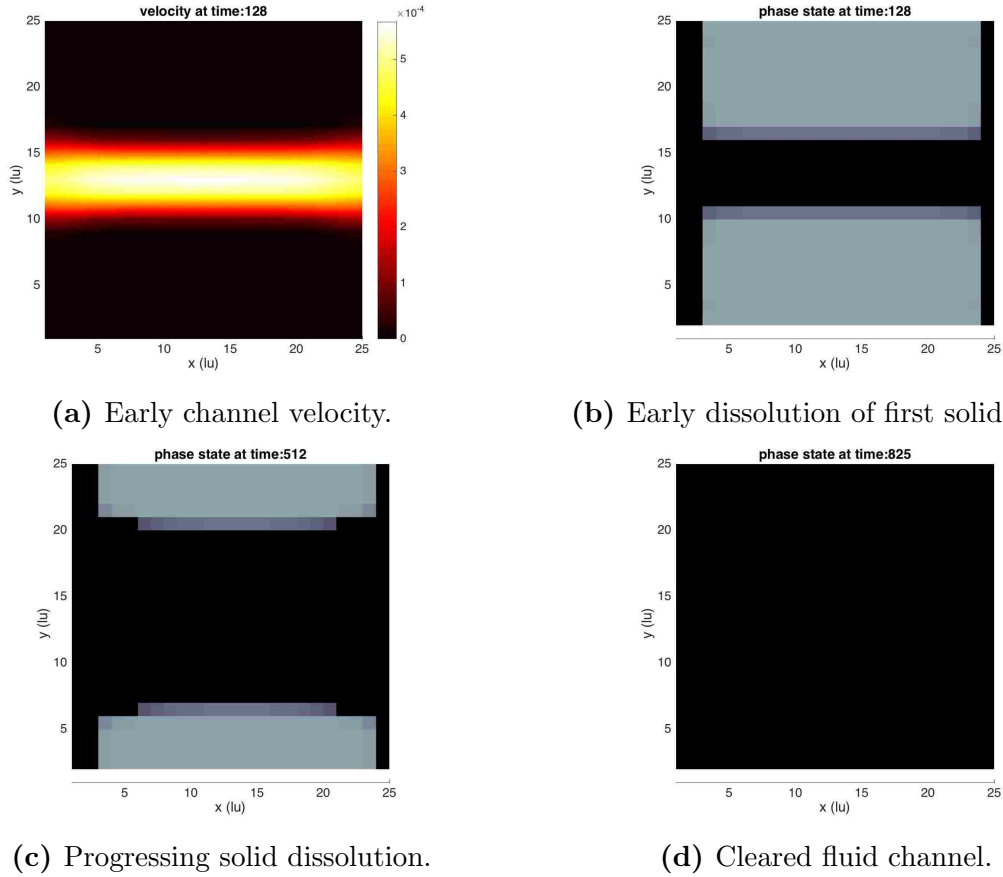 velocity at time:128
×10⁻⁴
25
20
15
10
5
y (lu)
5
10
15
20
25
x (lu)
5
4
3
2
1
0
(a) Early channel velocity.
phase state at time:128
25
20
15
10
5
y (lu)
5
10
15
20
25
x (lu)
(b) Early dissolution of first solid
phase state at time:512
25
20
15
10
5
y (lu)
5
10
15
20
25
x (lu)
(c) Progressing solid dissolution.
phase state at time:825
25
20
15
10
5
y (lu)
5
10
15
20
25
x (lu)
(d) Cleared fluid channel.